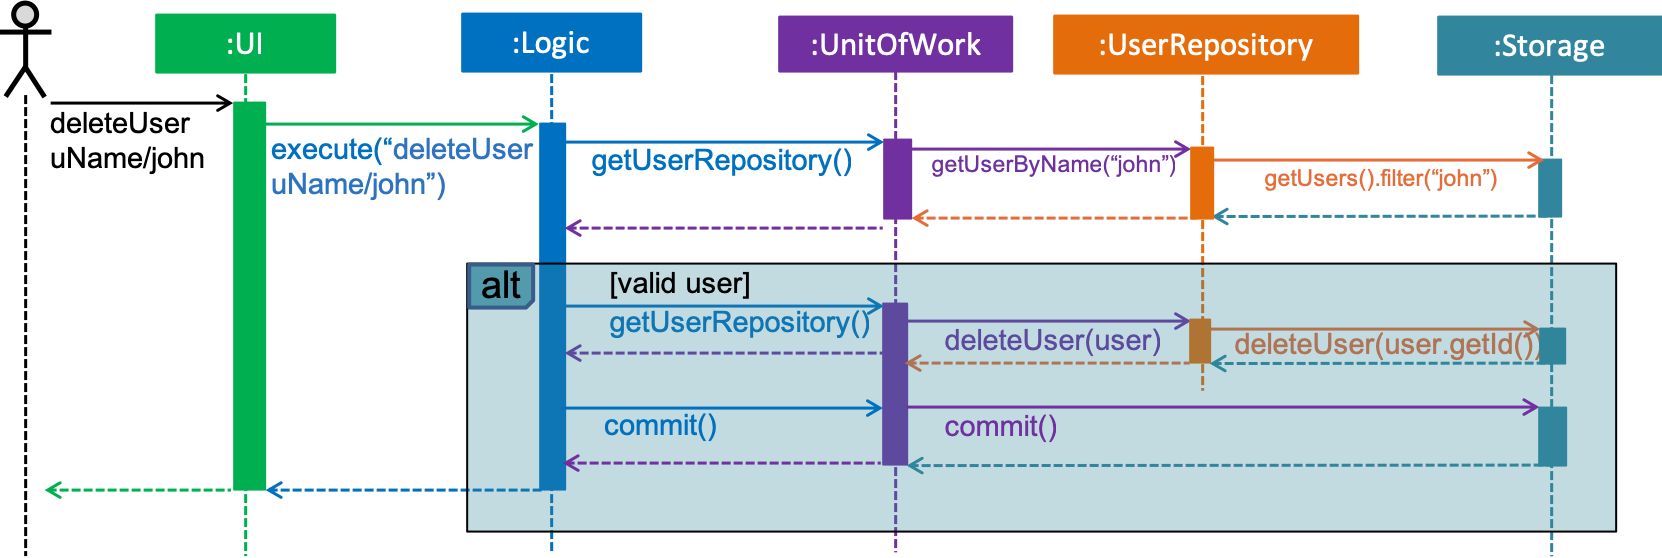 :UI
:Logic
:UnitOfWork
:UserRepository
:Storage
deleteUser
uName/john
execute(“deleteUser
uName/john”)
getUserRepository()
getUserByName(“john”)
getUsers().filter(“john”)
alt
[valid user]
getUserRepository()
deleteUser(user)
deleteUser(user.getId())
commit()
commit()